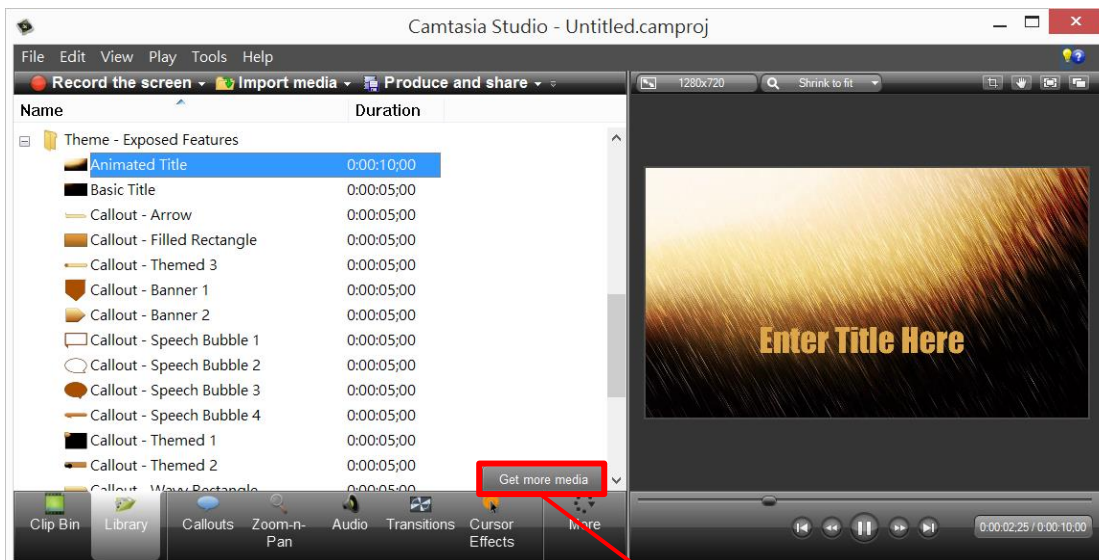 Camtasia Studio - Untitled.camproj
File Edit View Play Tools Help
Record the screen Import media Produce and share
1280x720 Shrink to fit
Name Duration
Theme - Exposed Features
Animated Title 0:00:10;00
Basic Title 0:00:05;00
Callout - Arrow 0:00:05;00
Callout - Filled Rectangle 0:00:05;00
Callout - Themed 3 0:00:05;00
Callout - Banner 1 0:00:05;00
Callout - Banner 2 0:00:05;00
Callout - Speech Bubble 1 0:00:05;00
Callout - Speech Bubble 2 0:00:05;00
Callout - Speech Bubble 3 0:00:05;00
Callout - Speech Bubble 4 0:00:05;00
Callout - Themed 1 0:00:05;00
Callout - Themed 2 0:00:05;00
Callout - Wavy Rectangle 0:00:05;00
Get more media
Enter Title Here
Clip Bin Library Callouts Zoom-n-Pan Audio Transitions Cursor Effects More
0:00:02;25 / 0:00:10;00